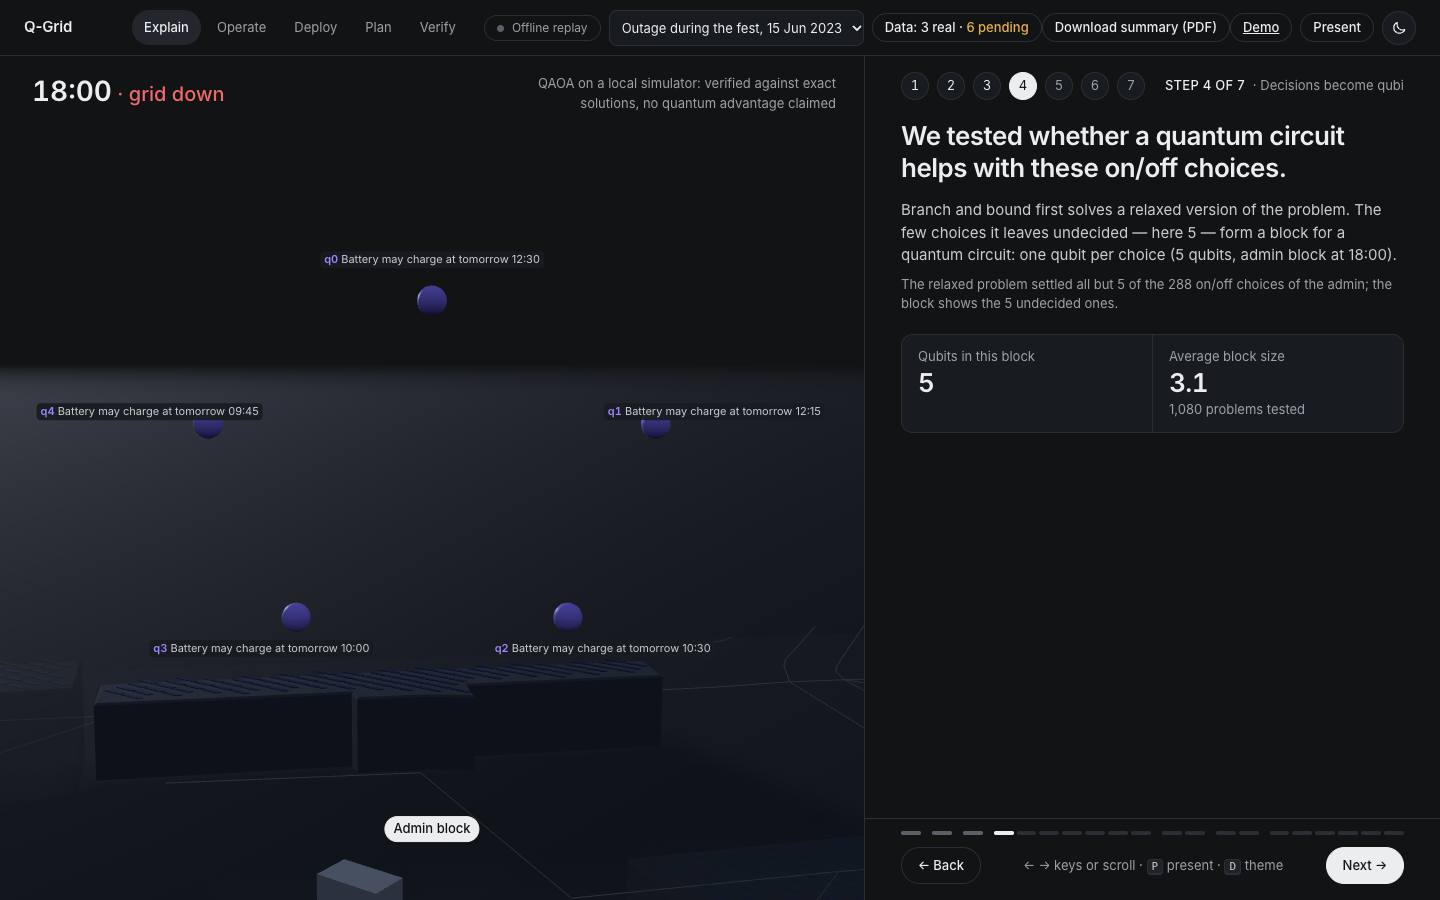 Q-Grid
Explain
Operate
Deploy
Plan
Verify
Offline replay
Outage during the fest, 15 Jun 2023
Data: 3 real · 6 pending
Download summary (PDF)
Demo
Present
18:00 · grid down
QAOA on a local simulator: verified against exact
solutions, no quantum advantage claimed
q0 Battery may charge at tomorrow 12:30
q4 Battery may charge at tomorrow 09:45
q1 Battery may charge at tomorrow 12:15
q3 Battery may charge at tomorrow 10:00
q2 Battery may charge at tomorrow 10:30
Admin block
1 2 3 4 5 6 7
STEP 4 OF 7 · Decisions become qubi
We tested whether a quantum circuit
helps with these on/off choices.
Branch and bound first solves a relaxed version of the problem. The
few choices it leaves undecided — here 5 — form a block for a
quantum circuit: one qubit per choice (5 qubits, admin block at 18:00).
The relaxed problem settled all but 5 of the 288 on/off choices of the admin; the
block shows the 5 undecided ones.
Qubits in this block
5
Average block size
3.1
1,080 problems tested
← Back
← → keys or scroll · P present · D theme
Next →